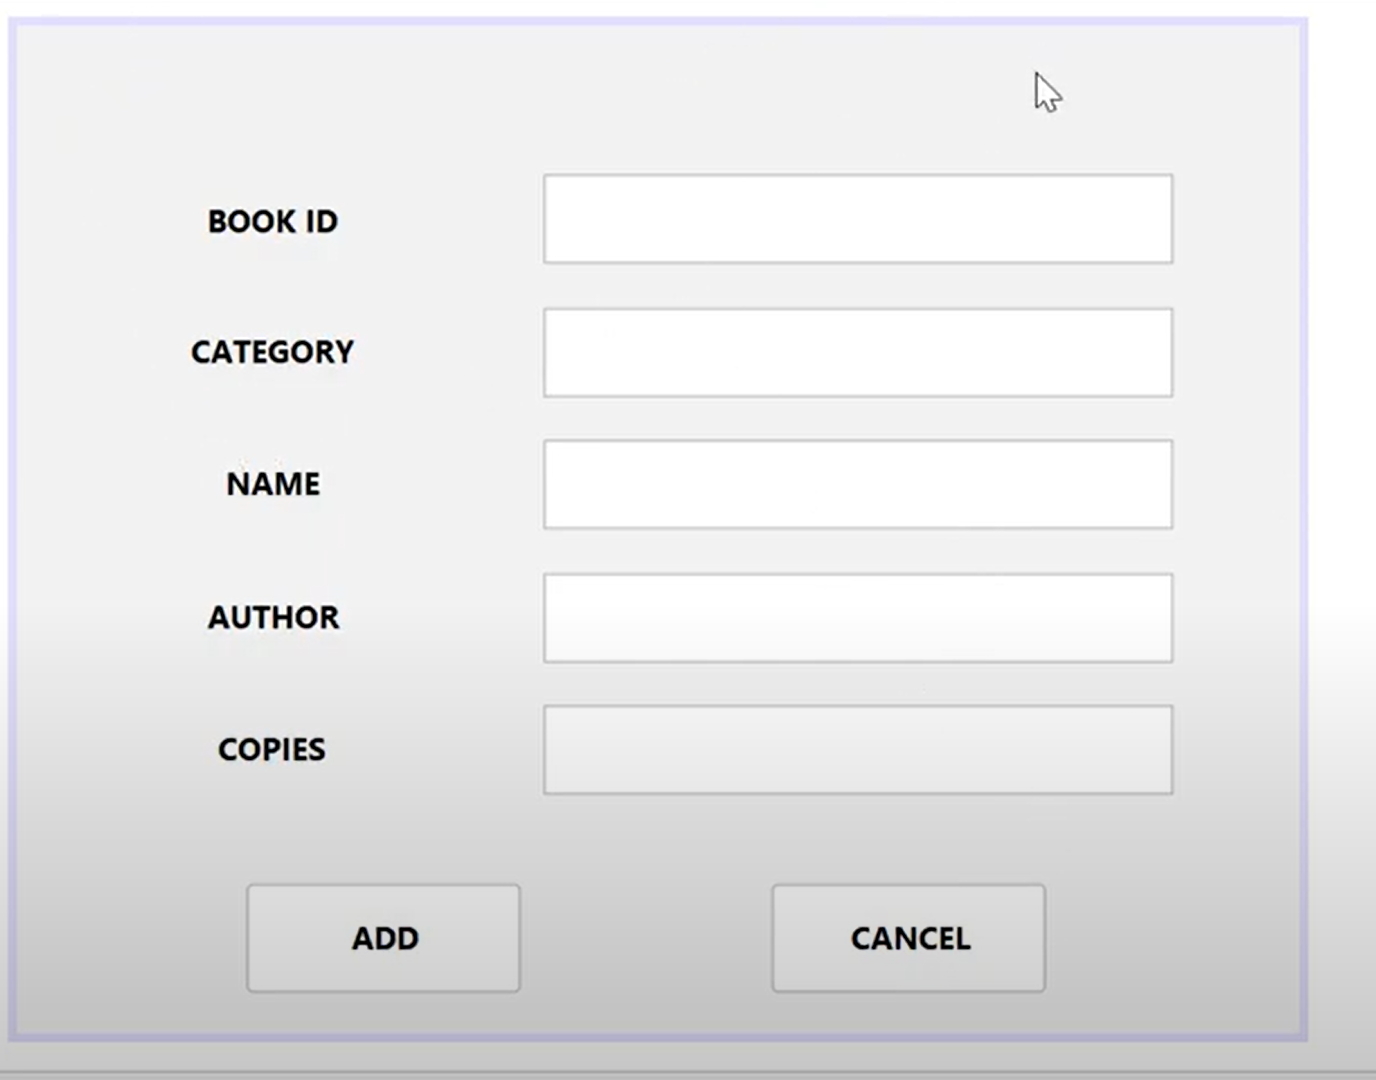 BOOK ID
CATEGORY
NAME
AUTHOR
COPIES
ADD CANCEL